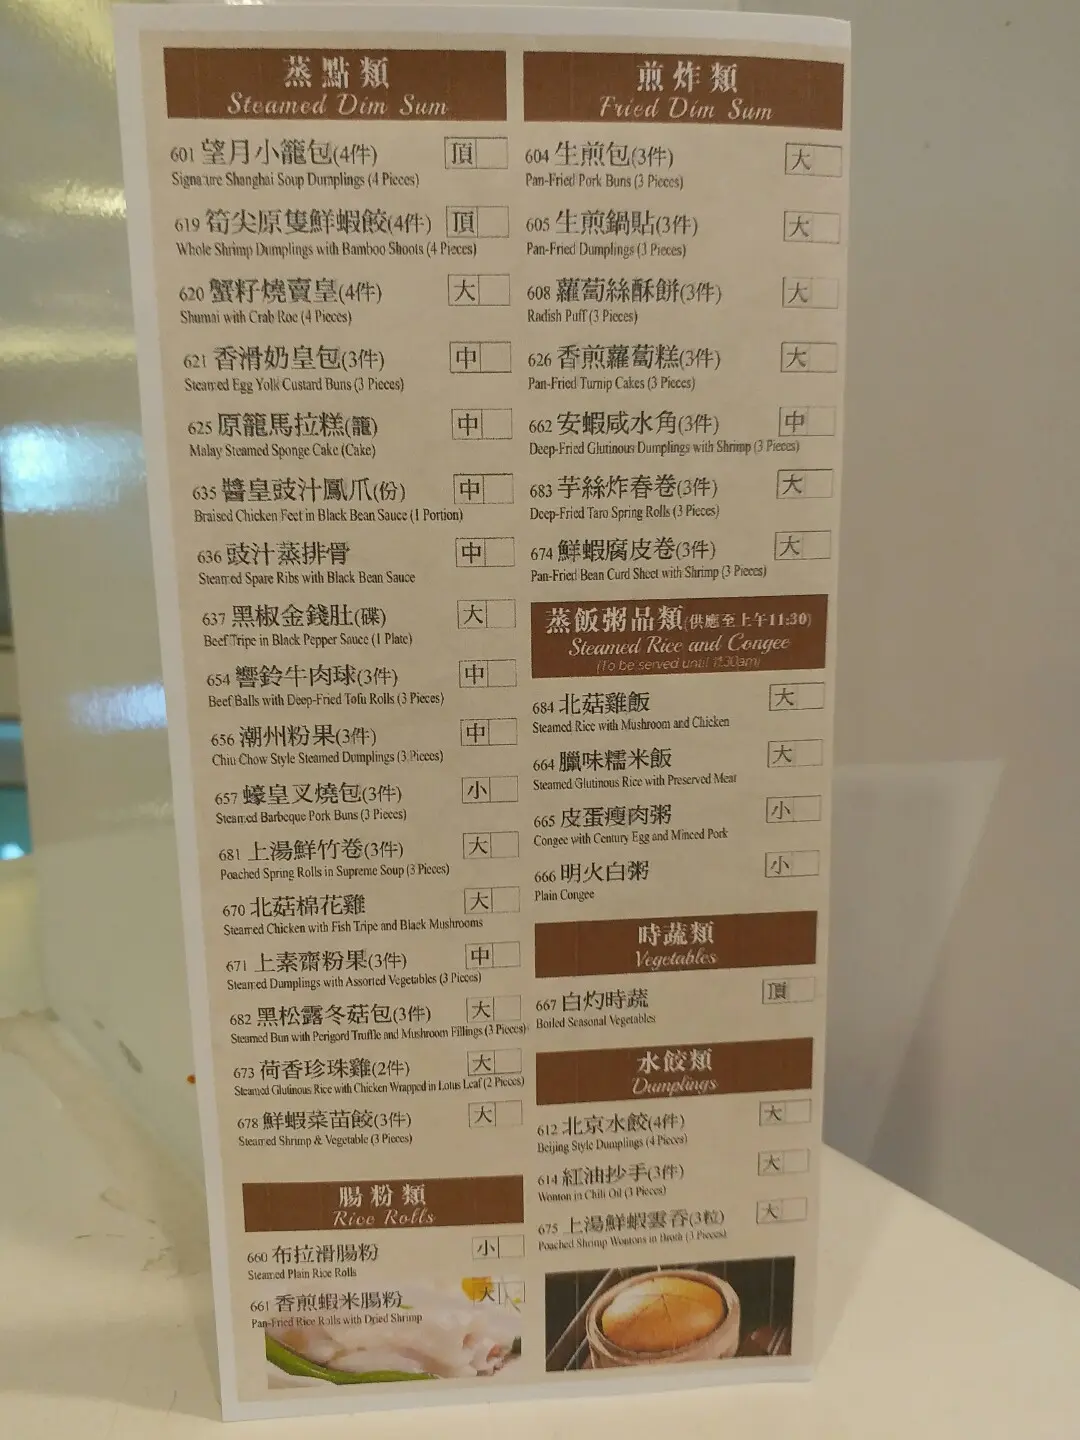 蒸點類
Steamed Dim Sum
601 望月小籠包(4件) 頂
Signature Shanghai Soup Dumplings (4 Pieces)
619 筍尖原隻鮮蝦餃(4件) 頂
Whole Shrimp Dumplings with Bamboo Shoots (4 Pieces)
620 蟹籽燒賣皇(4件) 大
Shumai with Crab Roe (4 Pieces)
621 香滑奶皇包(3件) 中
Steamed Egg Yolk Custard Buns (3 Pieces)
625 原籠馬拉糕(籠) 中
Malay Steamed Sponge Cake (Cake)
635 醬皇豉汁鳳爪(份) 中
Braised Chicken Feet in Black Bean Sauce (1 Portion)
636 豉汁蒸排骨 中
Steamed Spare Ribs with Black Bean Sauce
637 黑椒金錢肚(碟) 大
Beef Tripe in Black Pepper Sauce (1 Plate)
654 響鈴牛肉球(3件) 中
Beef Balls with Deep-Fried Tofu Rolls (3 Pieces)
656 潮州粉果(3件) 中
Chiu Chow Style Steamed Dumplings (3 Pieces)
657 蠔皇叉燒包(3件) 小
Steamed Barbeque Pork Buns (3 Pieces)
681 上湯鮮竹卷(3件) 大
Poached Spring Rolls in Supreme Soup (3 Pieces)
670 北菇棉花雞 大
Steamed Chicken with Fish Tripe and Black Mushrooms
671 上素齋粉果(3件) 中
Steamed Dumplings with Assorted Vegetables (3 Pieces)
682 黑松露冬菇包(3件) 大
Steamed Bun with Perigord Truffle and Mushroom Fillings (3 Pieces)
673 荷香珍珠雞(2件) 大
Steamed Glutinous Rice with Chicken Wrapped in Lotus Leaf (2 Pieces)
678 鮮蝦菜苗餃(3件) 大
Steamed Shrimp & Vegetable (3 Pieces)
腸粉類
Rice Rolls
660 布拉滑腸粉 小
Steamed Plain Rice Rolls
661 香煎蝦米腸粉 大
Pan-Fried Rice Rolls with Dried Shrimp
煎炸類
Fried Dim Sum
604 生煎包(3件) 大
Pan-Fried Pork Buns (3 Pieces)
605 生煎鍋貼(3件) 大
Pan-Fried Dumplings (3 Pieces)
608 蘿蔔絲酥餅(3件) 大
Radish Puff (3 Pieces)
626 香煎蘿蔔糕(3件) 大
Pan-Fried Turnip Cakes (3 Pieces)
662 安蝦咸水角(3件) 中
Deep-Fried Glutinous Dumplings with Shrimp (3 Pieces)
683 芋絲炸春卷(3件) 大
Deep-Fried Taro Spring Rolls (3 Pieces)
674 鮮蝦腐皮卷(3件) 大
Pan-Fried Bean Curd Sheet with Shrimp (3 Pieces)
蒸飯粥品類(供應至上午11:30)
Steamed Rice and Congee
(To be served until 11:30am)
684 北菇雞飯 大
Steamed Rice with Mushroom and Chicken
664 臘味糯米飯 大
Steamed Glutinous Rice with Preserved Meat
665 皮蛋瘦肉粥 小
Congee with Century Egg and Minced Pork
666 明火白粥 小
Plain Congee
時蔬類
Vegetables
667 白灼時蔬 頂
Boiled Seasonal Vegetables
水餃類
Dumplings
612 北京水餃(4件) 大
Beijing Style Dumplings (4 Pieces)
614 紅油抄手(3件) 大
Wonton in Chili Oil (3 Pieces)
675 上湯鮮蝦雲吞(3粒) 大
Poached Shrimp Wontons in Broth (3 Pieces)